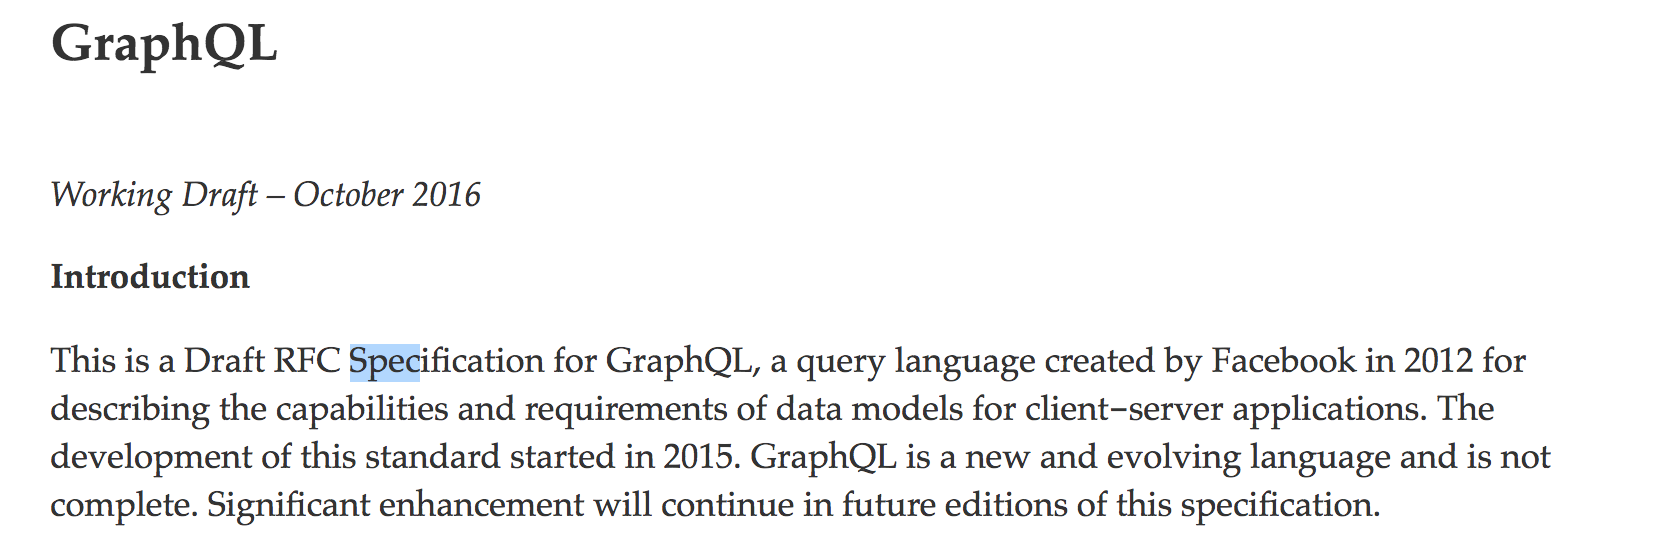 GraphQL
Working Draft – October 2016
Introduction
This is a Draft RFC Specification for GraphQL, a query language created by Facebook in 2012 for
describing the capabilities and requirements of data models for client–server applications. The
development of this standard started in 2015. GraphQL is a new and evolving language and is not
complete. Significant enhancement will continue in future editions of this specification.